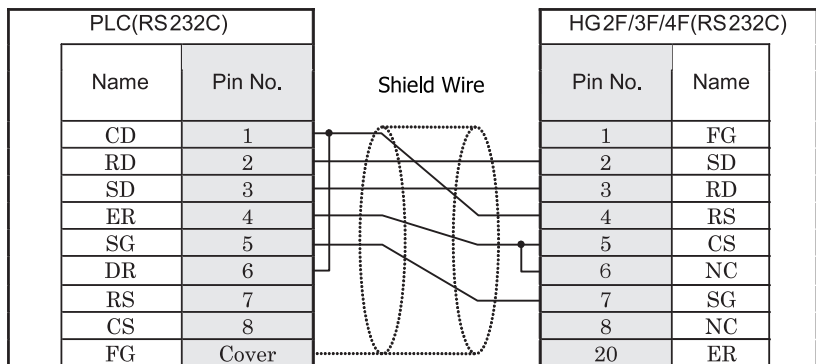 PLC(RS232C) HG2F/3F/4F(RS232C)
Name Pin No. Shield Wire Pin No. Name
CD 1 1 FG
RD 2 2 SD
SD 3 3 RD
ER 4 4 RS
SG 5 5 CS
DR 6 6 NC
RS 7 7 SG
CS 8 8 NC
FG Cover 20 ER